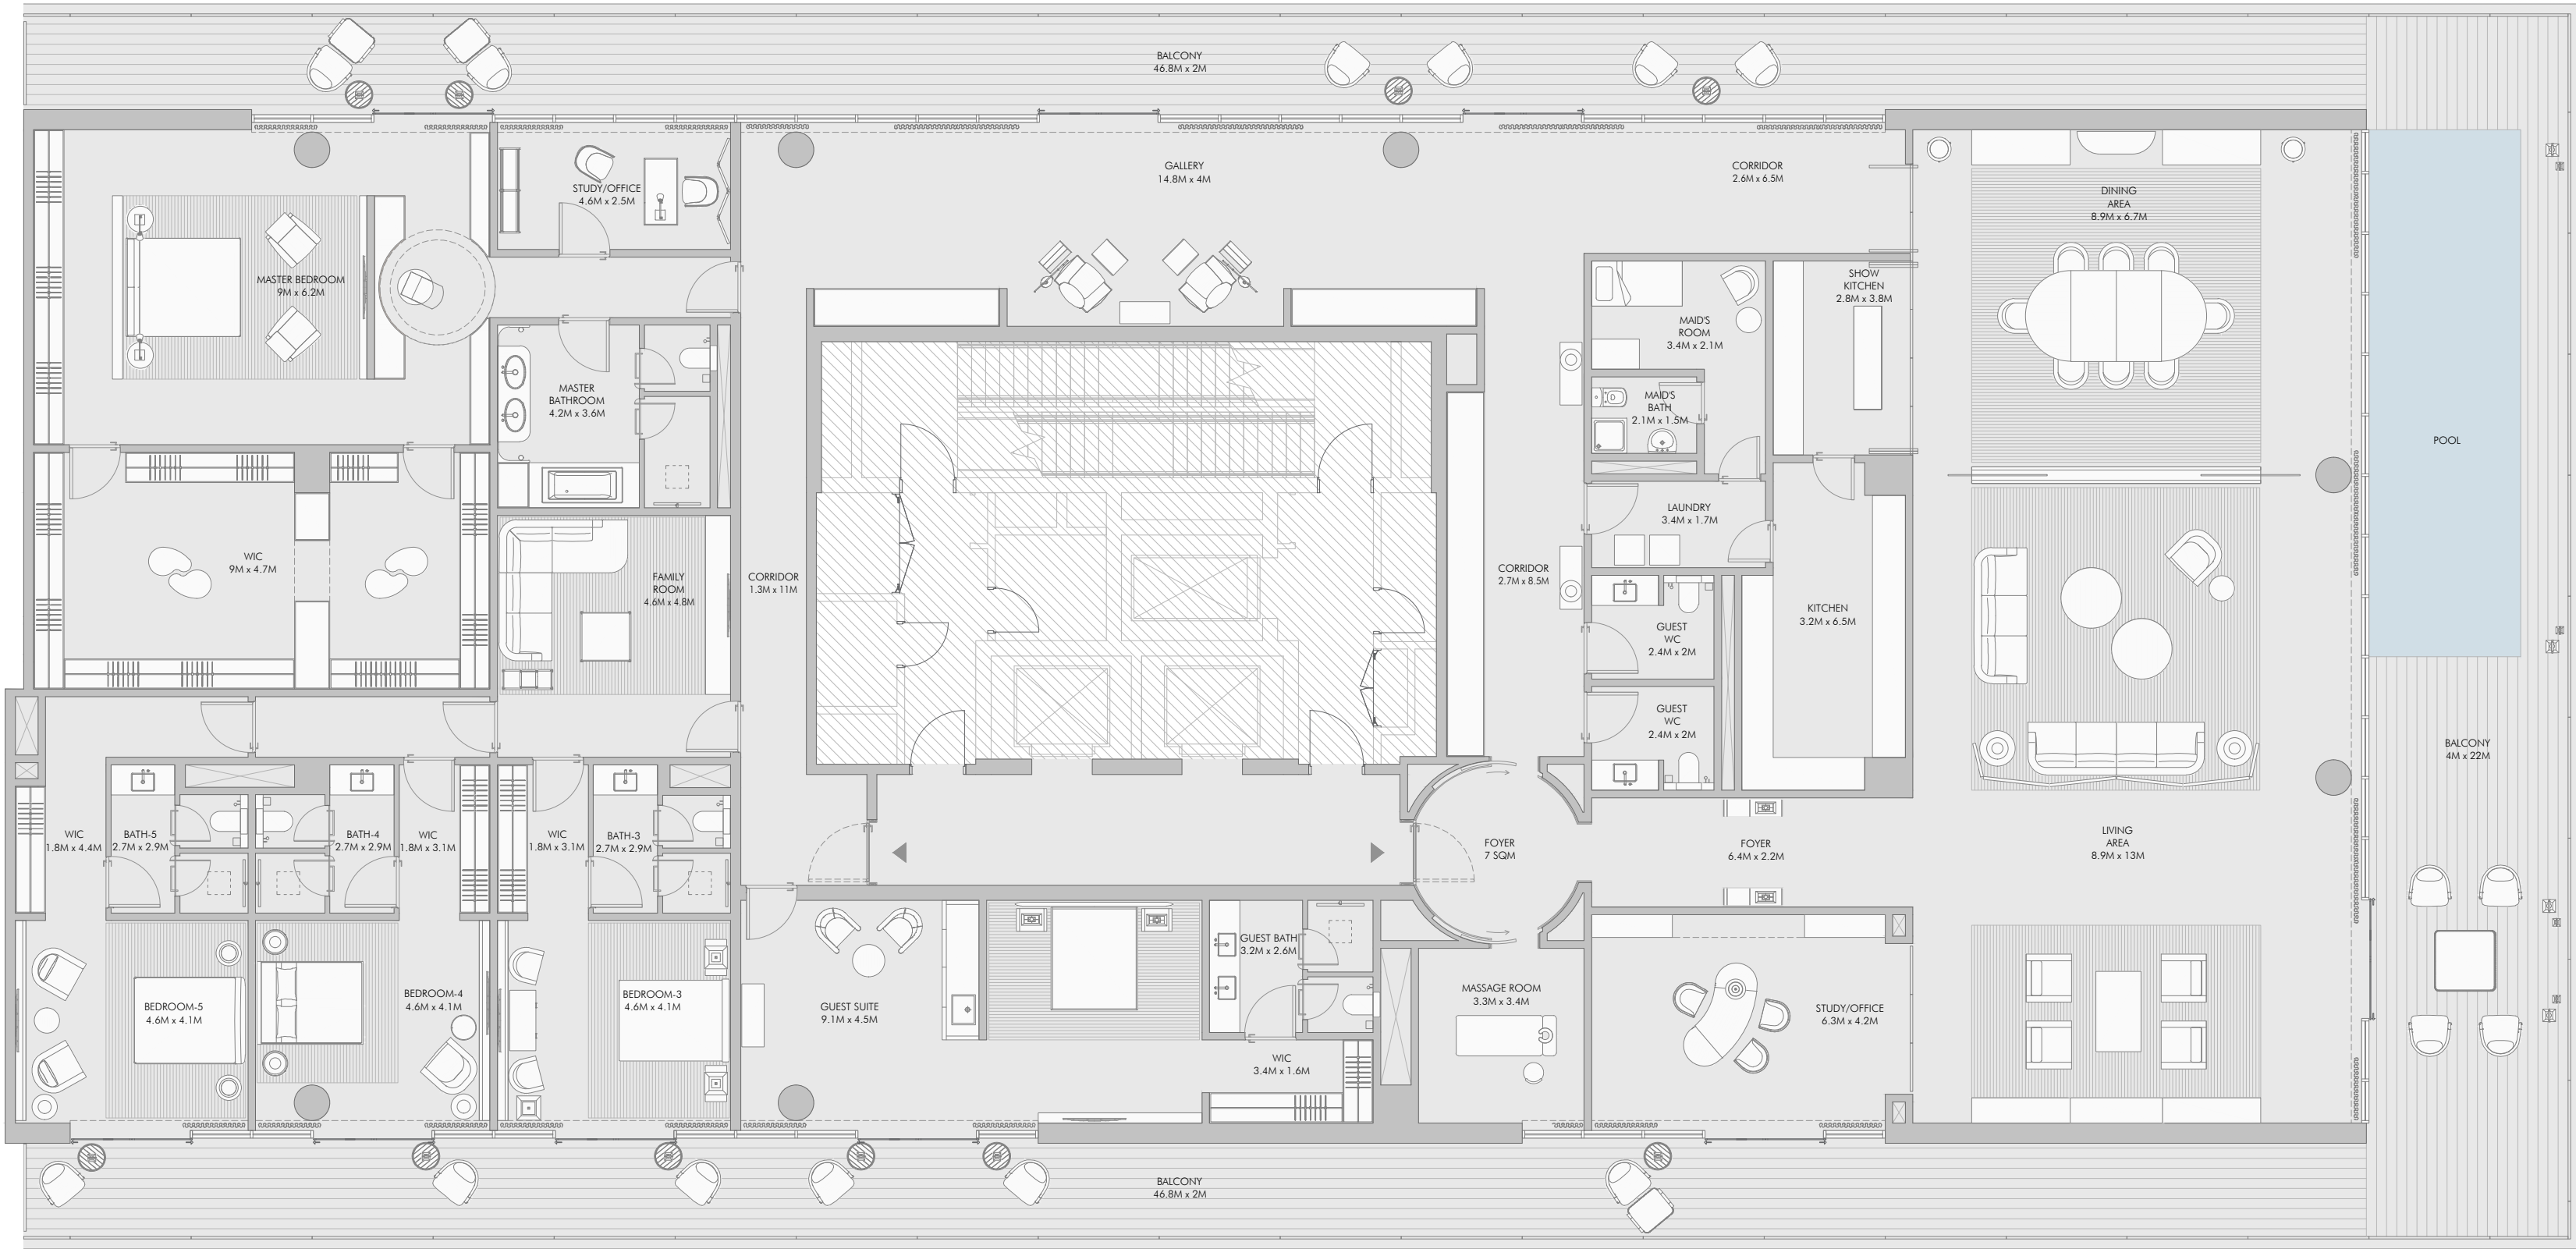 BALCONY
46.8M x 2M
STUDY/OFFICE
4.6M x 2.5M
GALLERY
14.8M x 4M
CORRIDOR
2.6M x 6.5M
DINING
AREA
8.9M x 6.7M
MASTER BEDROOM
9M x 6.2M
SHOW
KITCHEN
2.8M x 3.8M
MAID'S
ROOM
3.4M x 2.1M
MASTER
BATHROOM
4.2M x 3.6M
MAID'S
BATH
2.1M x 1.5M
POOL
LAUNDRY
3.4M x 1.7M
WIC
9M x 4.7M
FAMILY
ROOM
4.6M x 4.8M
CORRIDOR
1.3M x 11M
CORRIDOR
2.7M x 8.5M
KITCHEN
3.2M x 6.5M
GUEST
WC
2.4M x 2M
GUEST
WC
2.4M x 2M
BALCONY
4M x 22M
WIC
1.8M x 4.4M
BATH-5
2.7M x 2.9M
BATH-4
2.7M x 2.9M
WIC
1.8M x 3.1M
WIC
1.8M x 3.1M
BATH-3
2.7M x 2.9M
FOYER
7 SQM
FOYER
6.4M x 2.2M
LIVING
AREA
8.9M x 13M
GUEST BATH
3.2M x 2.6M
BEDROOM-5
4.6M x 4.1M
BEDROOM-4
4.6M x 4.1M
BEDROOM-3
4.6M x 4.1M
GUEST SUITE
9.1M x 4.5M
MASSAGE ROOM
3.3M x 3.4M
STUDY/OFFICE
6.3M x 4.2M
WIC
3.4M x 1.6M
BALCONY
46.8M x 2M